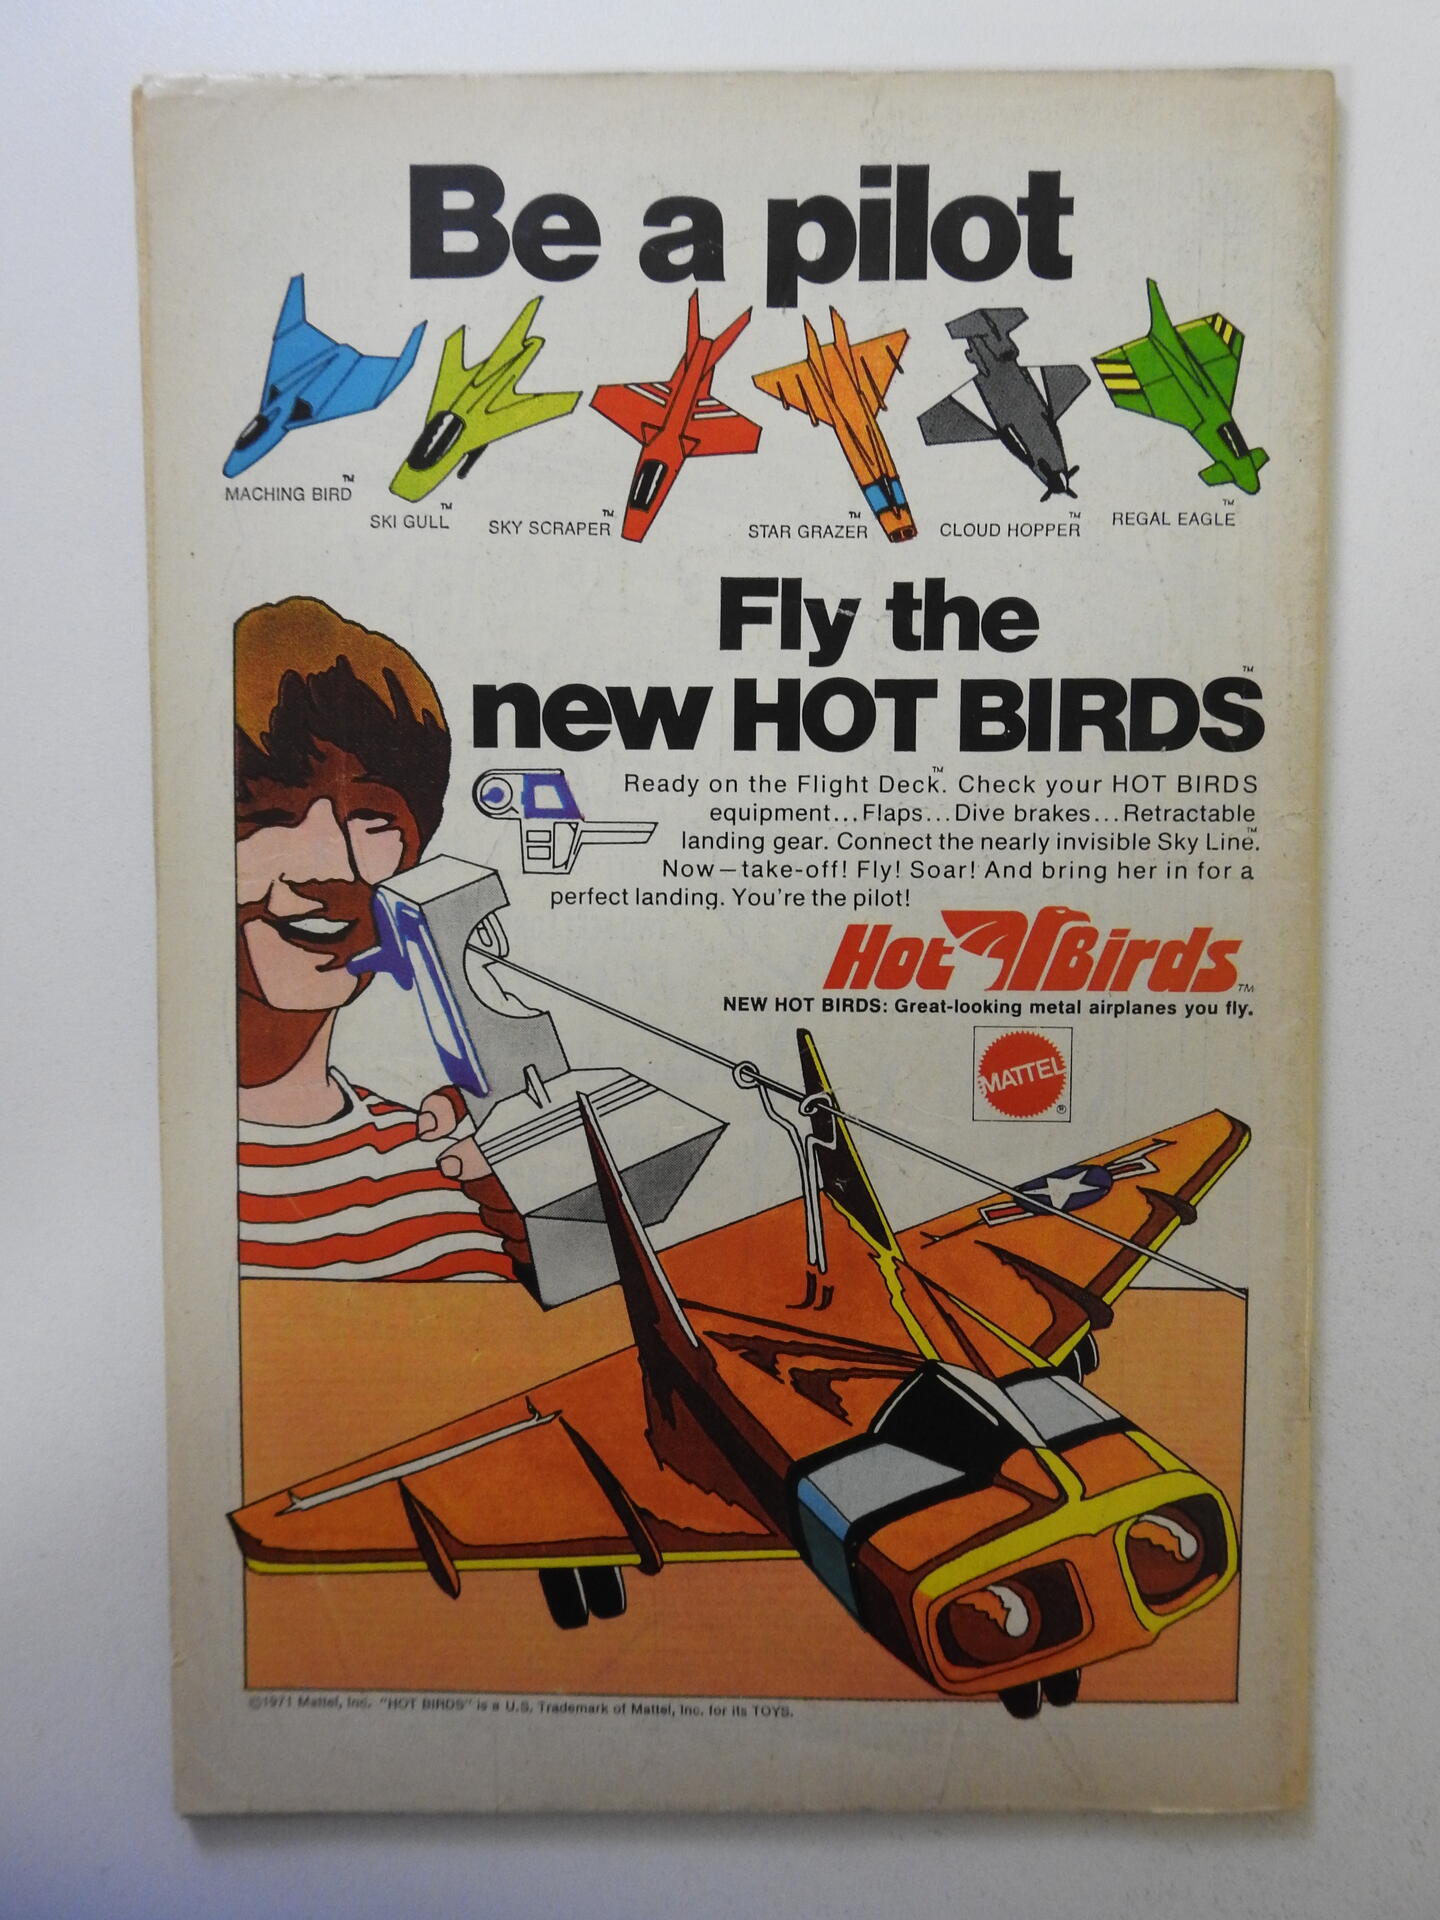 Be a pilot
MACHING BIRD™
SKI GULL™
SKY SCRAPER™
STAR GRAZER™
CLOUD HOPPER™
REGAL EAGLE™
Fly the
new HOT BIRDS™
Ready on the Flight Deck™. Check your HOT BIRDS
equipment...Flaps...Dive brakes...Retractable
landing gear. Connect the nearly invisible Sky Line™.
Now—take-off! Fly! Soar! And bring her in for a
perfect landing. You're the pilot!
Hot Birds™
NEW HOT BIRDS: Great-looking metal airplanes you fly.
MATTEL®
©1971 Mattel, Inc. "HOT BIRDS" is a U.S. Trademark of Mattel, Inc. for its TOYS.